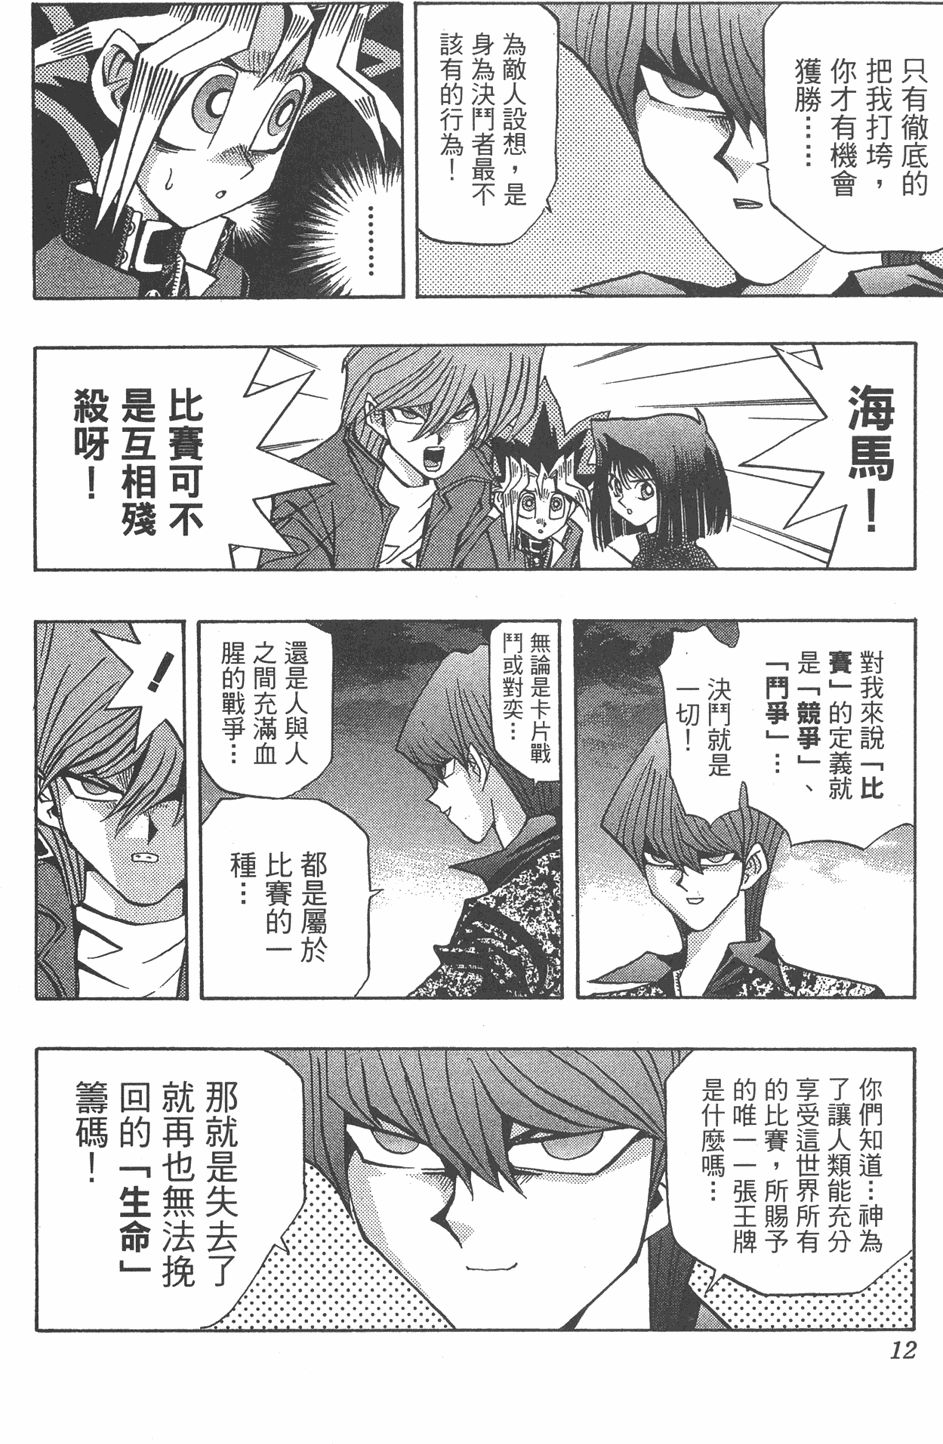 只有徹底的
把我打垮，
你才有機會
獲勝……
為敵人設想，是
身為決鬥者最不
該有的行為！
………
海馬！
比賽可不
是互相殘
殺呀！
對我來說「比
賽」的定義就
是「競爭」、
「鬥爭」…
決鬥就是
一切！
無論是卡片戰
鬥或對奕…
還是人與人
之間充滿血
腥的戰爭…
都是屬於
比賽的一
種…
！
你們知道…神為
了讓人類能充分
享受這世界所有
的比賽，所賜予
的唯一一張王牌
是什麼嗎…
那就是失去了
就再也無法挽
回的「生命」
籌碼！
12